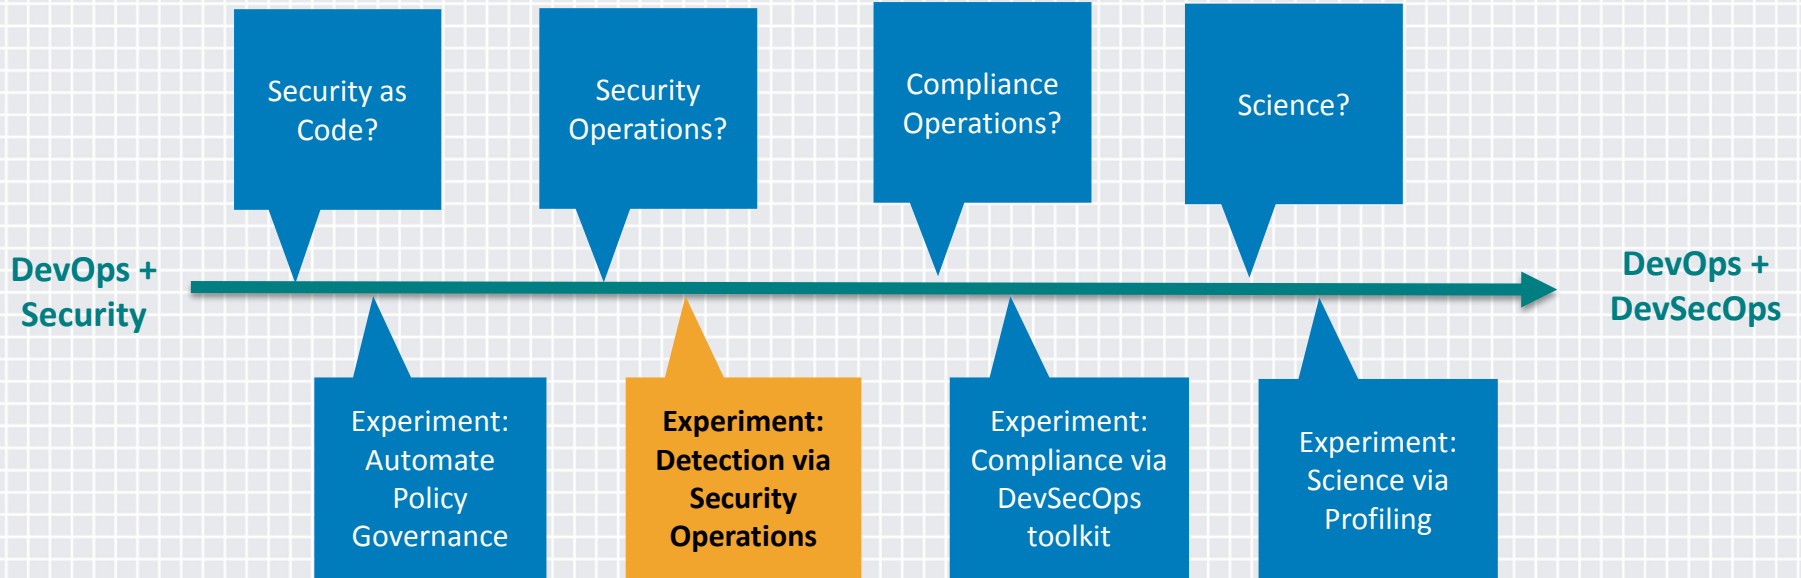 Security as
Code?
Security
Operations?
Compliance
Operations?
Science?
DevOps +
Security
DevOps +
DevSecOps
Experiment:
Automate
Policy
Governance
Experiment:
Detection via
Security
Operations
Experiment:
Compliance via
DevSecOps
toolkit
Experiment:
Science via
Profiling